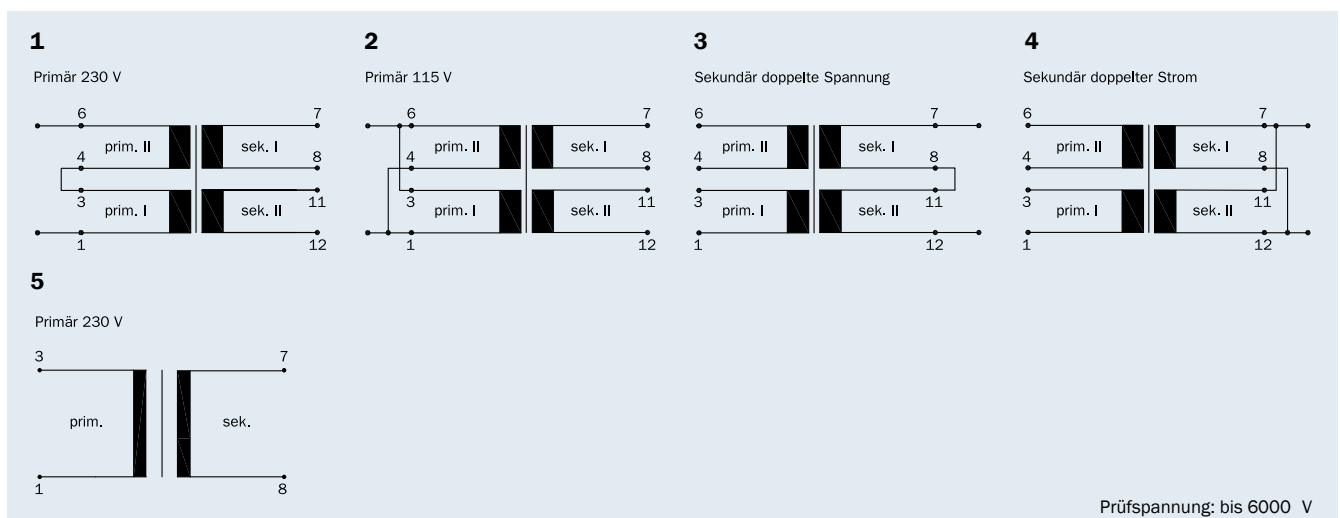 1 2 3 4
Primär 230 V Primär 115 V Sekundär doppelte Spannung Sekundär doppelter Strom
6 7 6 7 6 7 6 7
prim. II sek. I prim. II sek. I prim. II sek. I prim. II sek. I
4 8 4 8 4 8 4 8
3 11 3 11 3 11 3 11
prim. I sek. II prim. I sek. II prim. I sek. II prim. I sek. II
1 12 1 12 1 12 1 12
5
Primär 230 V
3 7
prim. sek.
1 8
Prüfspannung: bis 6000 V